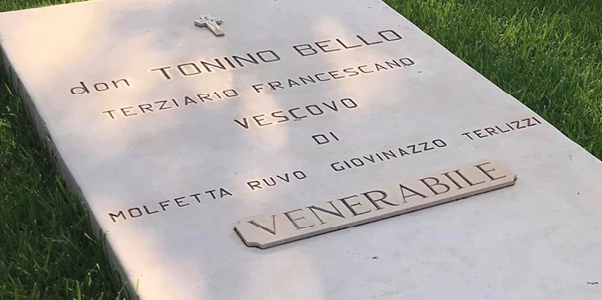 don TONINO BELLO
TERZIARIO FRANCESCANO
VESCOVO
DI
MOLFETTA RUVO GIOVINAZZO TERLIZZI
VENERABILE